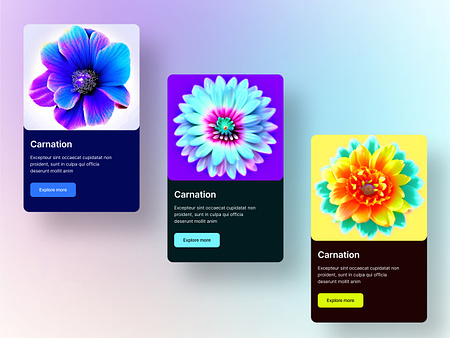 Carnation
Excepteur sint occaecat cupidatat non
proident, sunt in culpa qui officia
deserunt mollit anim
Explore more
Carnation
Excepteur sint occaecat cupidatat non
proident, sunt in culpa qui officia
deserunt mollit anim
Explore more
Carnation
Excepteur sint occaecat cupidatat non
proident, sunt in culpa qui officia
deserunt mollit anim
Explore more